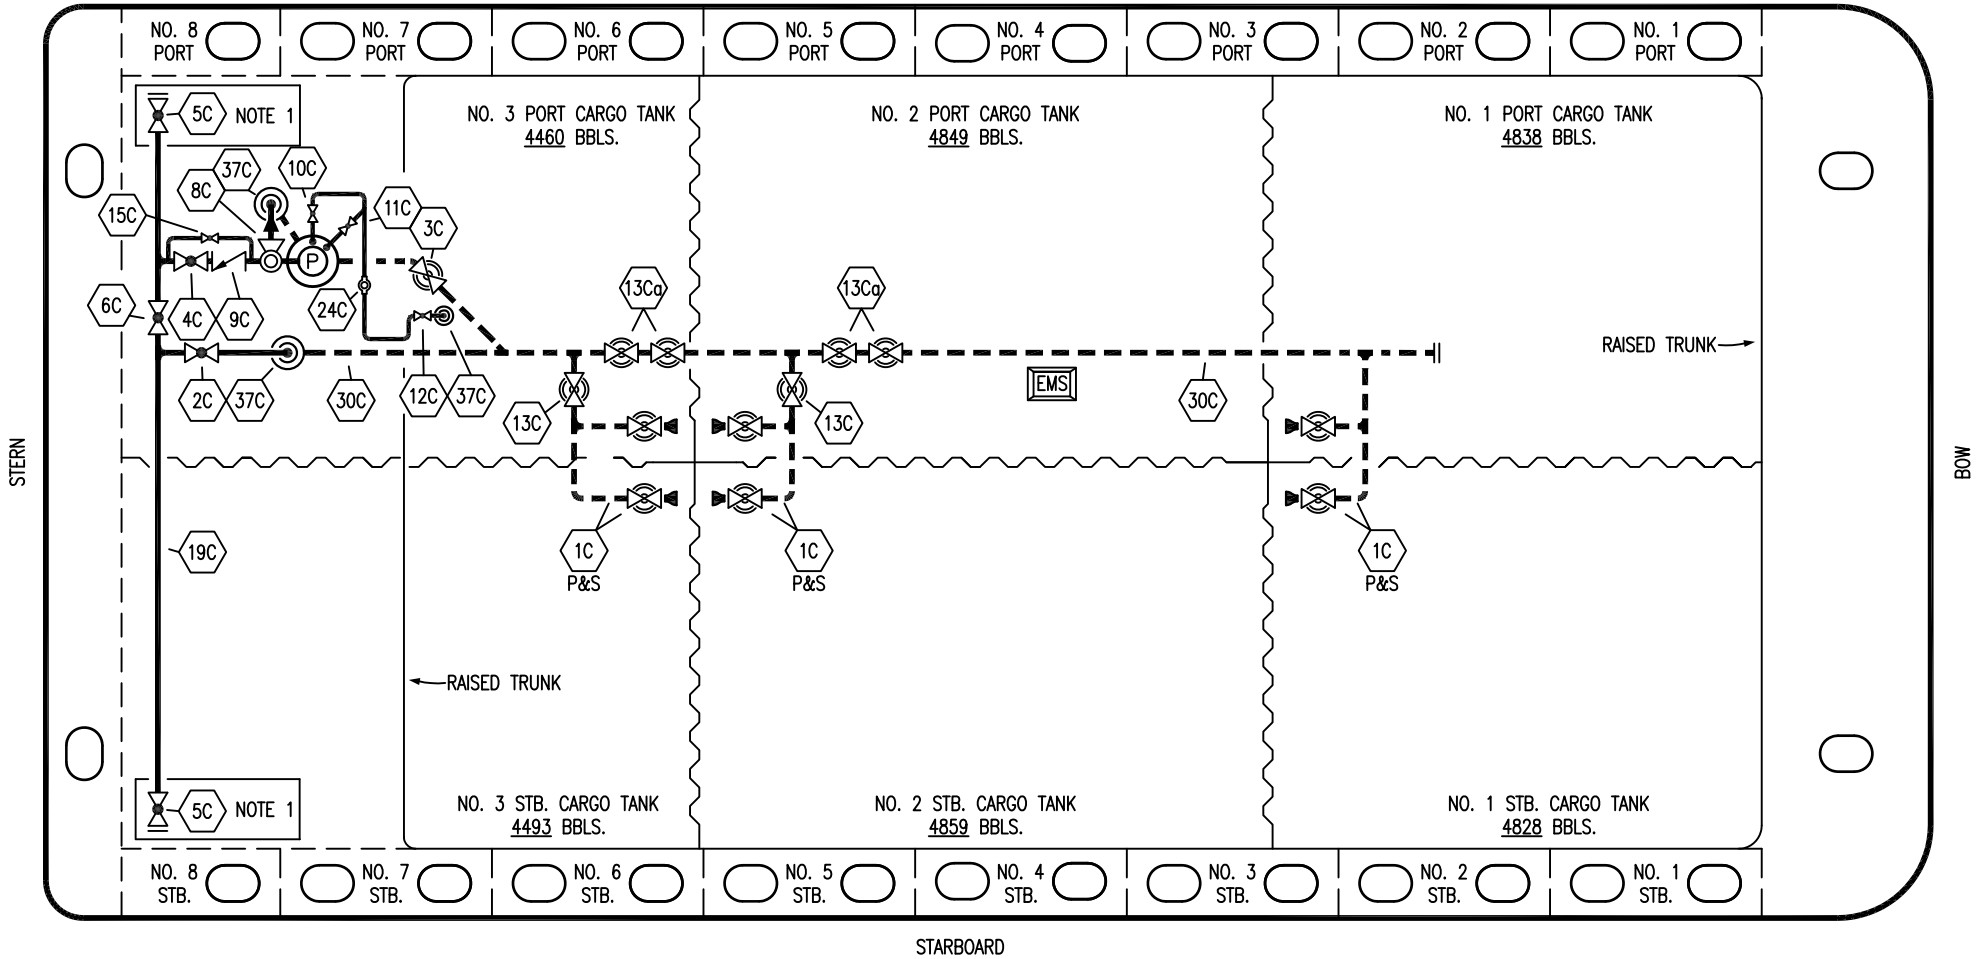 NO. 8
PORT
NO. 7
PORT
NO. 6
PORT
NO. 5
PORT
NO. 4
PORT
NO. 3
PORT
NO. 2
PORT
NO. 1
PORT
5C
NOTE 1
NO. 3 PORT CARGO TANK
4460 BBLS.
NO. 2 PORT CARGO TANK
4849 BBLS.
NO. 1 PORT CARGO TANK
4838 BBLS.
37C
10C
8C
15C
11C
3C
P
6C
4C
9C
24C
13Ca
13Ca
RAISED TRUNK
2C
37C
30C
12C
37C
13C
13C
EMS
30C
STERN
BOW
19C
1C
P&S
1C
P&S
1C
P&S
RAISED TRUNK
5C
NOTE 1
NO. 3 STB. CARGO TANK
4493 BBLS.
NO. 2 STB. CARGO TANK
4859 BBLS.
NO. 1 STB. CARGO TANK
4828 BBLS.
NO. 8
STB.
NO. 7
STB.
NO. 6
STB.
NO. 5
STB.
NO. 4
STB.
NO. 3
STB.
NO. 2
STB.
NO. 1
STB.
STARBOARD